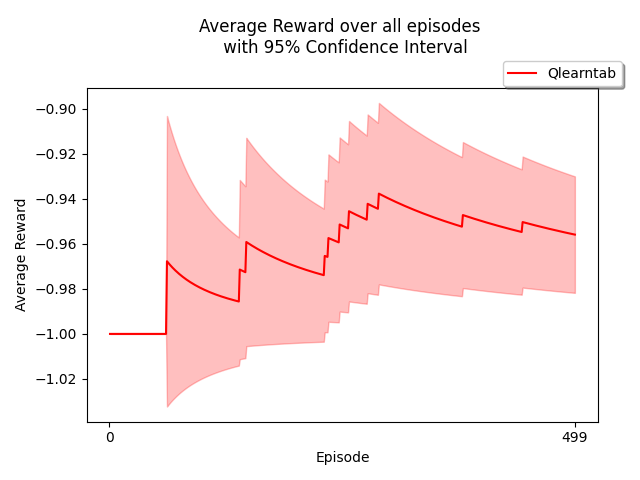 Average Reward over all episodes
with 95% Confidence Interval
Qlearntab
Average Reward
−0.90
−0.92
−0.94
−0.96
−0.98
−1.00
−1.02
0
499
Episode